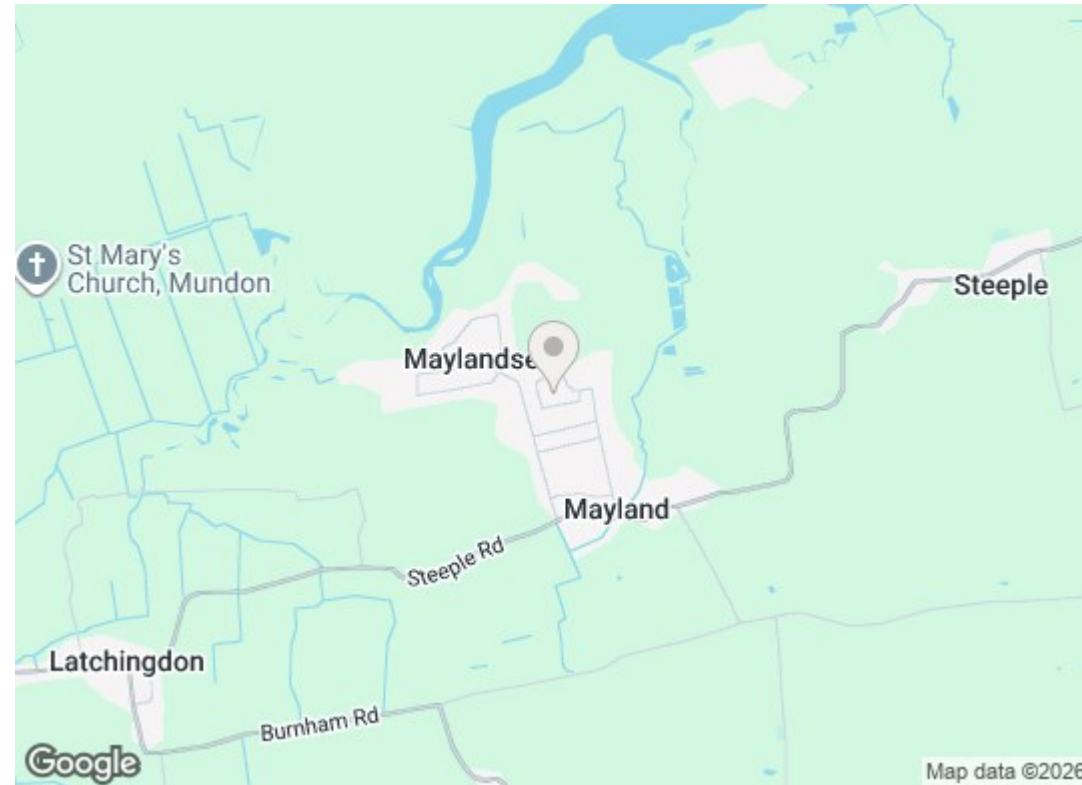 St Mary's
Church, Mundon
Steeple
Maylandse
Mayland
Steeple Rd
Latchingdon
Burnham Rd
Google
Map data ©2026